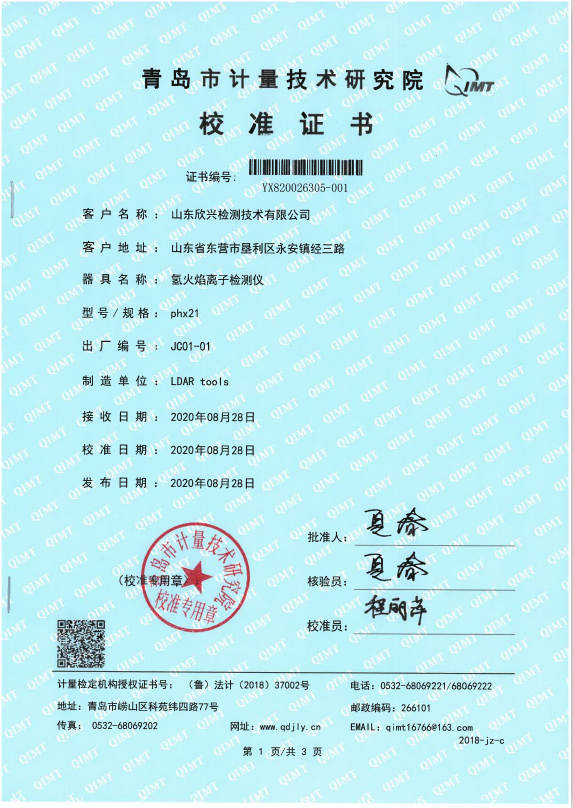 青岛市计量技术研究院 QIMT
校准证书
证书编号:
YX820026305-001
客户名称： 山东欣兴检测技术有限公司
客户地址： 山东省东营市垦利区永安镇经三路
器具名称： 氢火焰离子检测仪
型号/规格： phx21
出厂编号： JC01-01
制造单位： LDAR tools
接收日期： 2020年08月28日
校准日期： 2020年08月28日
发布日期： 2020年08月28日
批准人： 夏春
（校准专用章）：
青岛市计量技术研究院
校准专用章
核验员： 夏春
校准员： 程丽萍
计量检定机构授权证书号： （鲁）法计（2018）37002号 电话：0532-68069221/68069222
地址：青岛市崂山区科苑纬四路77号 邮政编码：266101
传真： 0532-68069202 网址：www.qdjly.cn EMAIL：qimt16766@163.com
2018-jz-c
第 1 页/共 3 页